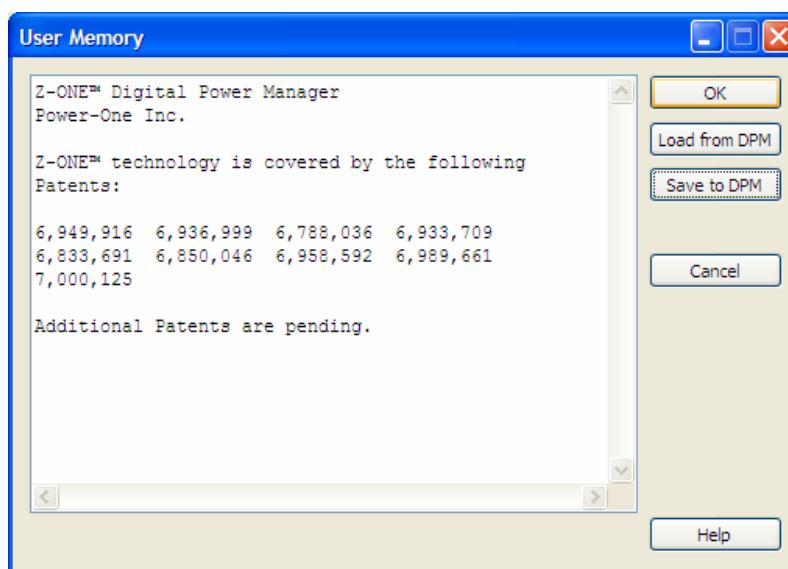 User Memory
Z-ONE™ Digital Power Manager
Power-One Inc.
Z-ONE™ technology is covered by the following
Patents:
6,949,916 6,936,999 6,788,036 6,933,709
6,833,691 6,850,046 6,958,592 6,989,661
7,000,125
Additional Patents are pending.
OK
Load from DPM
Save to DPM
Cancel
Help